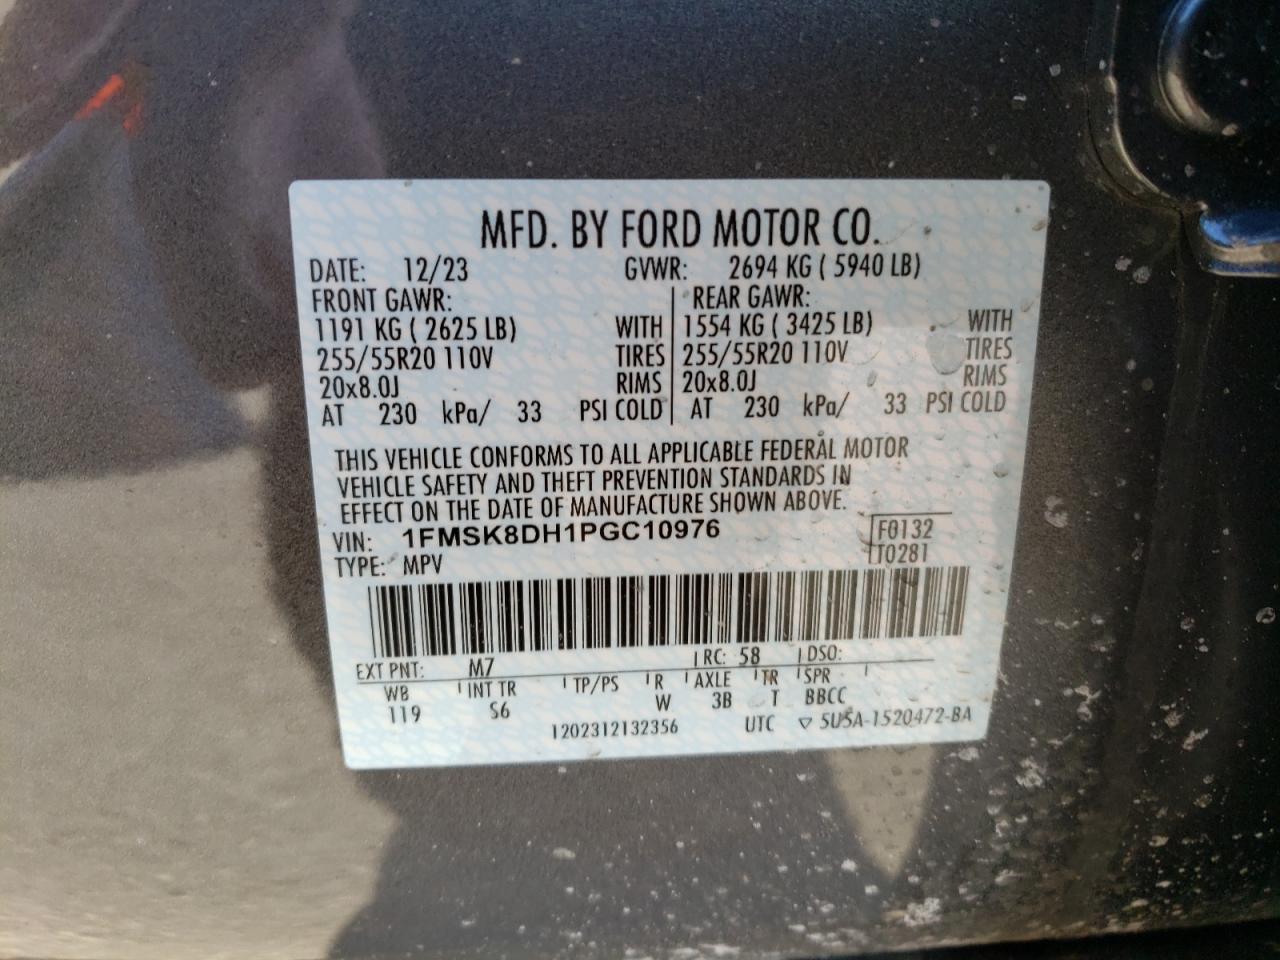 MFD. BY FORD MOTOR CO.
DATE: 12/23 GVWR: 2694 KG ( 5940 LB)
FRONT GAWR: REAR GAWR:
1191 KG ( 2625 LB) WITH 1554 KG ( 3425 LB) WITH
255/55R20 110V TIRES 255/55R20 110V TIRES
20x8.0J RIMS 20x8.0J RIMS
AT 230 kPa/ 33 PSI COLD AT 230 kPa/ 33 PSI COLD
THIS VEHICLE CONFORMS TO ALL APPLICABLE FEDERAL MOTOR
VEHICLE SAFETY AND THEFT PREVENTION STANDARDS IN
EFFECT ON THE DATE OF MANUFACTURE SHOWN ABOVE.
VIN: 1FMSK8DH1PGC10976 F0132
TYPE: MPV T0281
EXT PNT: M7 RC: 58 DSO:
WB INT TR TP/PS R AXLE TR SPR
119 S6 W 3B T BBCC
1202312132356 UTC ▽ 5U5A-1520472-BA